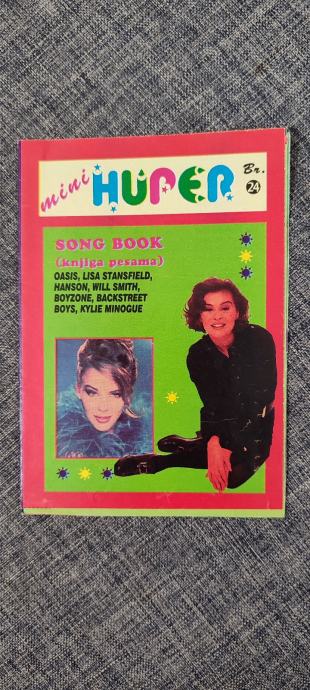 mini HUPER Br. 24
SONG BOOK
(knjiga pesama)
OASIS, LISA STANSFIELD,
HANSON, WILL SMITH,
BOYZONE, BACKSTREET
BOYS, KYLIE MINOGUE